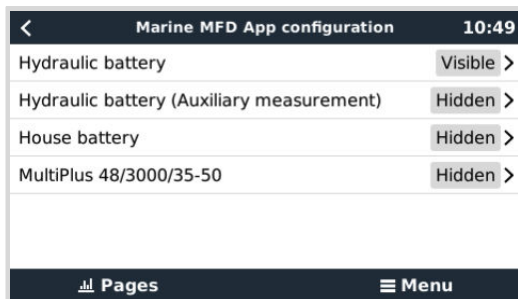 Marine MFD App configuration 10:49
Hydraulic battery Visible
Hydraulic battery (Auxiliary measurement) Hidden
House battery Hidden
MultiPlus 48/3000/35-50 Hidden
Pages Menu